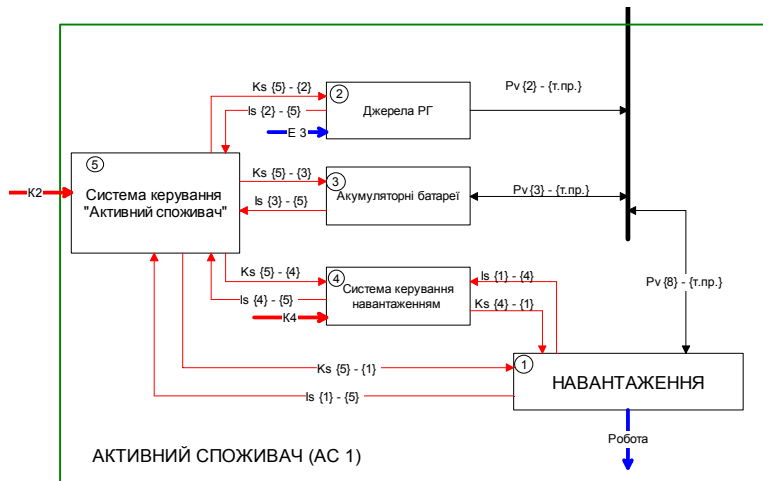 Ks {5} - {2}
2
Pv {2} - {т.пр.}
Is {2} - {5}
Джерела РГ
E 3
5
Ks {5} - {3}
3
К2
Система керування
"Активний споживач"
Акумуляторні батареї
Pv {3} - {т.пр.}
Is {3} - {5}
Ks {5} - {4}
4
Is {1} - {4}
Pv {8} - {т.пр.}
Is {4} - {5}
Система керування
навантаженням
Ks {4} - {1}
К4
1
Ks {5} - {1}
НАВАНТАЖЕННЯ
Is {1} - {5}
Робота
АКТИВНИЙ СПОЖИВАЧ (АС 1)